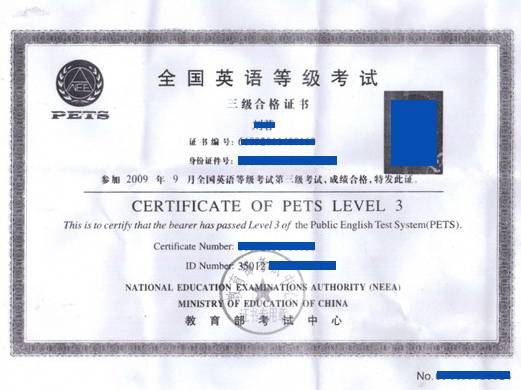 NEEA
PETS
全国英语等级考试
三级合格证书
证书编号:
身份证件号:
参加 2009 年 9 月全国英语等级考试第三级考试,成绩合格,特发此证。
CERTIFICATE OF PETS LEVEL 3
This is to certify that the bearer has passed Level 3 of the Public English Test System(PETS).
Certificate Number:
ID Number: 35012
NATIONAL EDUCATION EXAMINATIONS AUTHORITY (NEEA)
MINISTRY OF EDUCATION OF CHINA
教育部考试中心
No.